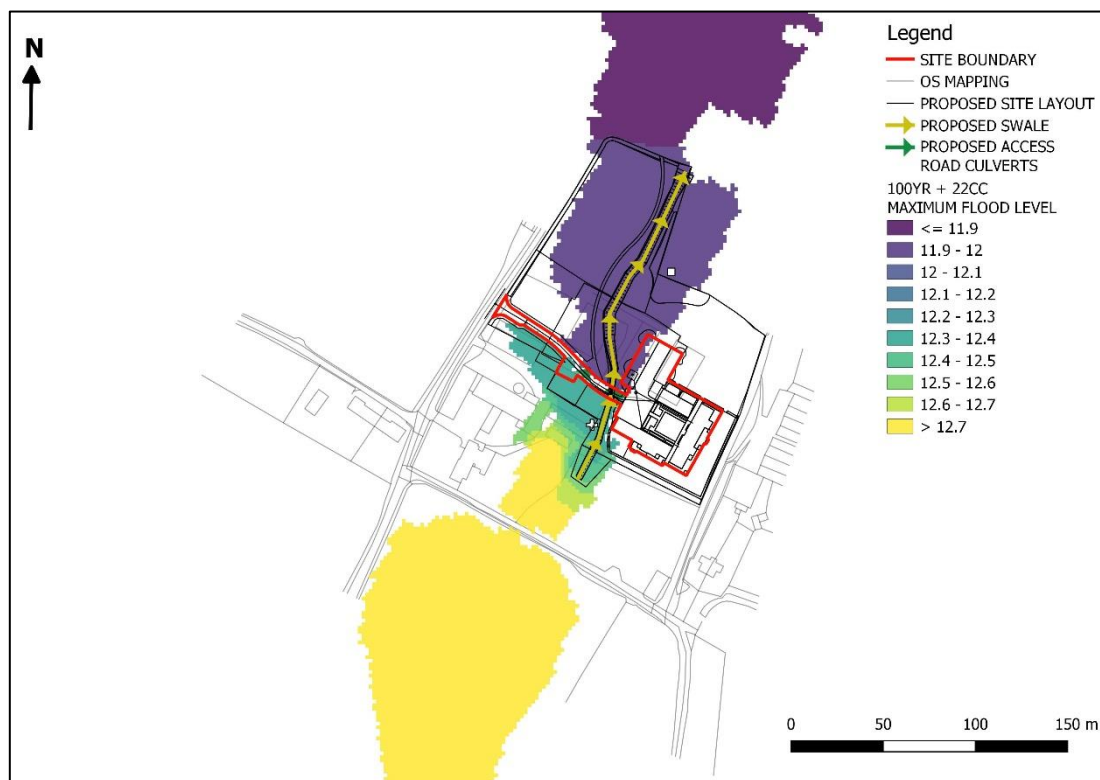 N
Legend
SITE BOUNDARY
OS MAPPING
PROPOSED SITE LAYOUT
PROPOSED SWALE
PROPOSED ACCESS
ROAD CULVERTS
100YR + 22CC
MAXIMUM FLOOD LEVEL
<= 11.9
11.9 - 12
12 - 12.1
12.1 - 12.2
12.2 - 12.3
12.3 - 12.4
12.4 - 12.5
12.5 - 12.6
12.6 - 12.7
> 12.7
0 50 100 150 m